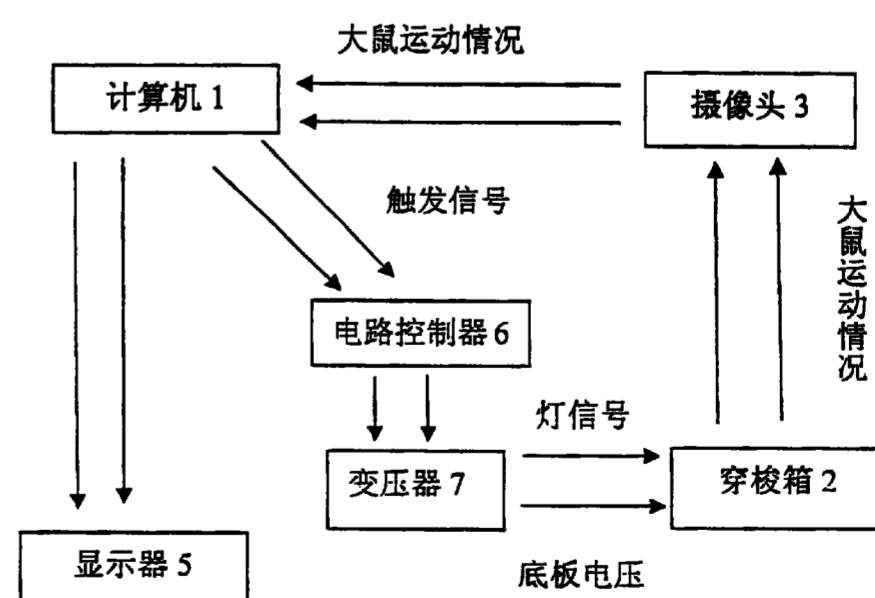 大鼠运动情况
计算机 1
摄像头 3
触发信号
大鼠运动情况
电路控制器 6
灯信号
变压器 7
穿梭箱 2
显示器 5
底板电压